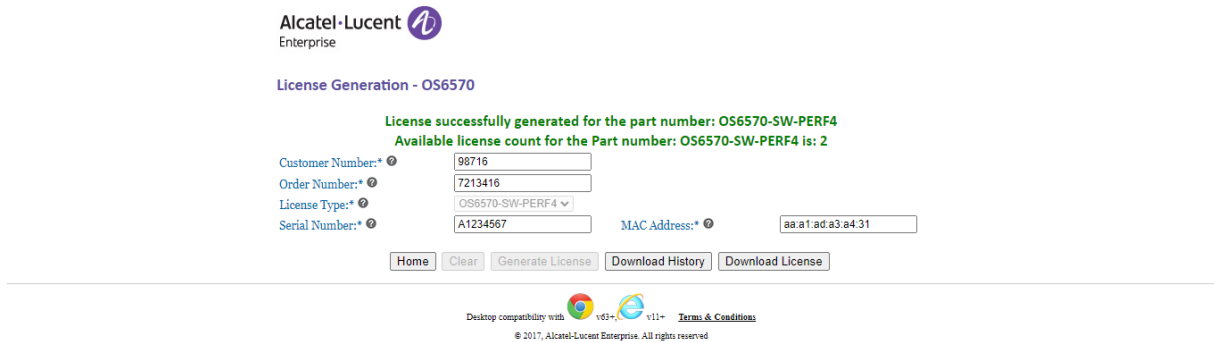 Alcatel·Lucent
Enterprise
License Generation - OS6570
License successfully generated for the part number: OS6570-SW-PERF4
Available license count for the Part number: OS6570-SW-PERF4 is: 2
Customer Number:* 98716
Order Number:* 7213416
License Type:* OS6570-SW-PERF4
Serial Number:* A1234567 MAC Address:* aa:a1:ad:a3:a4:31
Home Clear Generate License Download History Download License
Desktop compatibility with v63+, v11+ Terms & Conditions
© 2017, Alcatel-Lucent Enterprise. All rights reserved